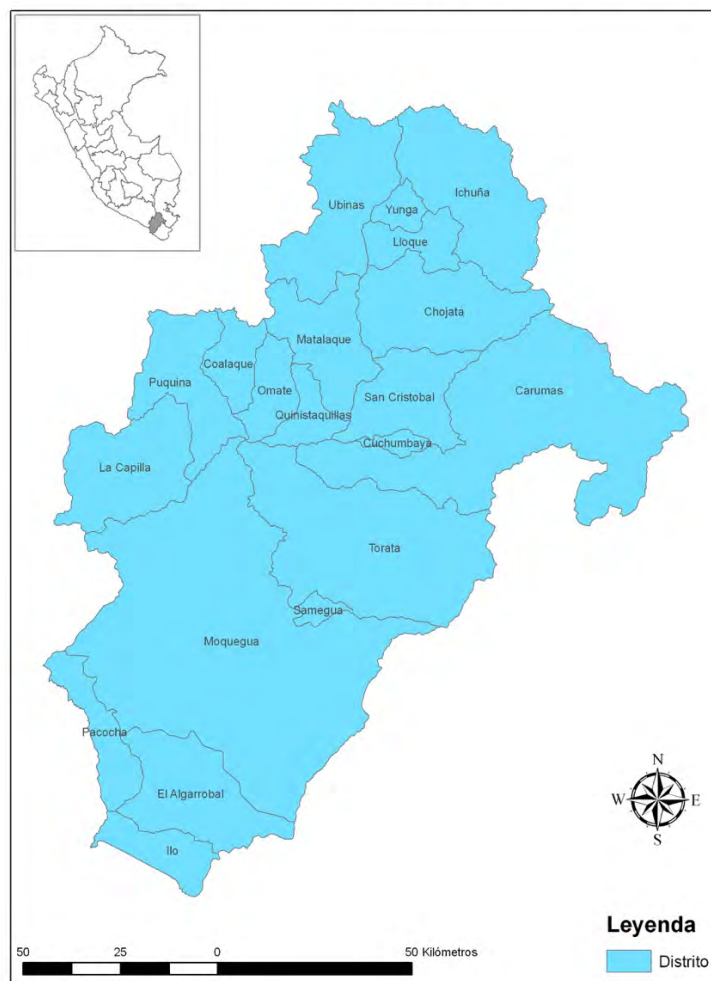 Ubinas
Ichuña
Yunga
Lloque
Chojata
Matalaque
Coalaque
Puquina
Omate
San Cristobal
Carumas
Quinistaquillas
Cuchumbaya
La Capilla
Torata
Samegua
Moquegua
Pacocha
El Algarrobal
Ilo
N
W E
S
Leyenda
Distrito
50 25 0 50 Kilómetros